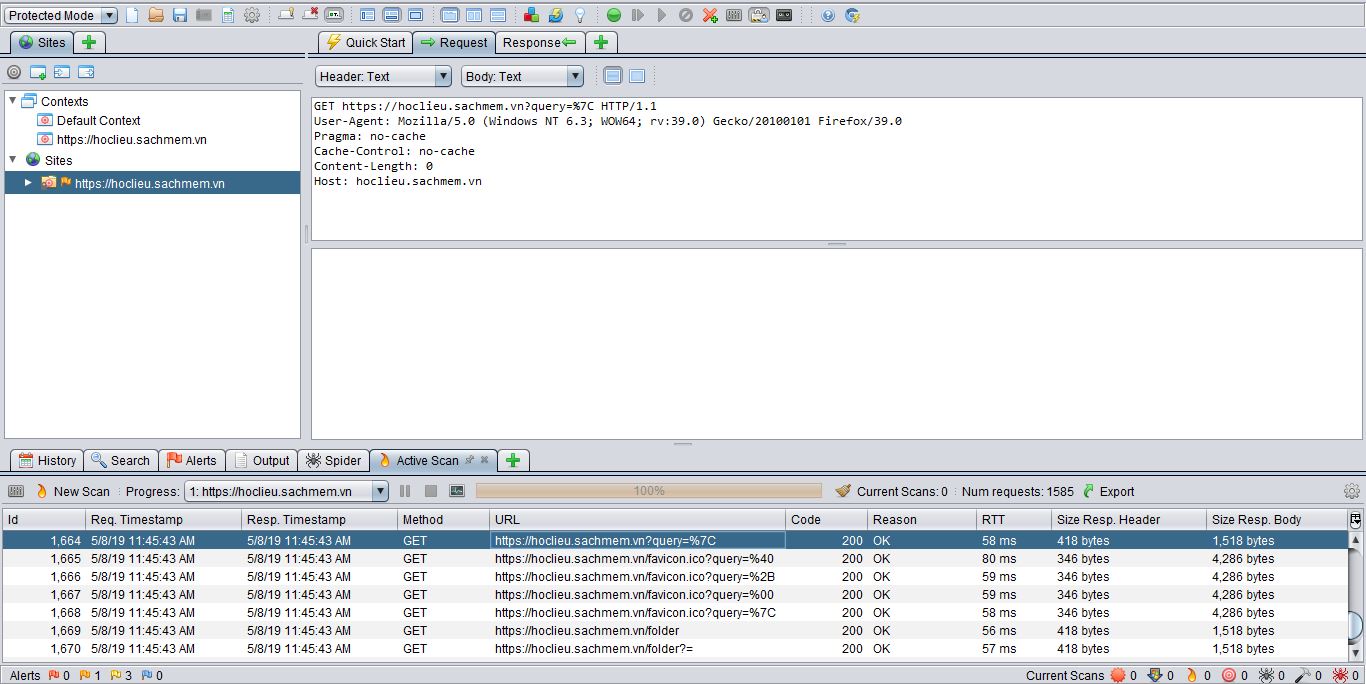 Protected Mode
Sites
Quick Start Request Response
Header: Text Body: Text
Contexts
Default Context
https://hoclieu.sachmem.vn
Sites
https://hoclieu.sachmem.vn
GET https://hoclieu.sachmem.vn?query=%7C HTTP/1.1
User-Agent: Mozilla/5.0 (Windows NT 6.3; WOW64; rv:39.0) Gecko/20100101 Firefox/39.0
Pragma: no-cache
Cache-Control: no-cache
Content-Length: 0
Host: hoclieu.sachmem.vn
History Search Alerts Output Spider Active Scan
New Scan Progress: 1: https://hoclieu.sachmem.vn 100% Current Scans: 0 Num requests: 1585 Export
Id Req. Timestamp Resp. Timestamp Method URL Code Reason RTT Size Resp. Header Size Resp. Body
1,664 5/8/19 11:45:43 AM 5/8/19 11:45:43 AM GET https://hoclieu.sachmem.vn?query=%7C 200 OK 58 ms 418 bytes 1,518 bytes
1,665 5/8/19 11:45:43 AM 5/8/19 11:45:43 AM GET https://hoclieu.sachmem.vn/favicon.ico?query=%40 200 OK 80 ms 346 bytes 4,286 bytes
1,666 5/8/19 11:45:43 AM 5/8/19 11:45:43 AM GET https://hoclieu.sachmem.vn/favicon.ico?query=%2B 200 OK 59 ms 346 bytes 4,286 bytes
1,667 5/8/19 11:45:43 AM 5/8/19 11:45:43 AM GET https://hoclieu.sachmem.vn/favicon.ico?query=%00 200 OK 59 ms 346 bytes 4,286 bytes
1,668 5/8/19 11:45:43 AM 5/8/19 11:45:43 AM GET https://hoclieu.sachmem.vn/favicon.ico?query=%7C 200 OK 58 ms 346 bytes 4,286 bytes
1,669 5/8/19 11:45:43 AM 5/8/19 11:45:43 AM GET https://hoclieu.sachmem.vn/folder 200 OK 56 ms 418 bytes 1,518 bytes
1,670 5/8/19 11:45:43 AM 5/8/19 11:45:43 AM GET https://hoclieu.sachmem.vn/folder?= 200 OK 57 ms 418 bytes 1,518 bytes
Alerts 0 1 3 0 Current Scans 0 0 0 0 0 0 0